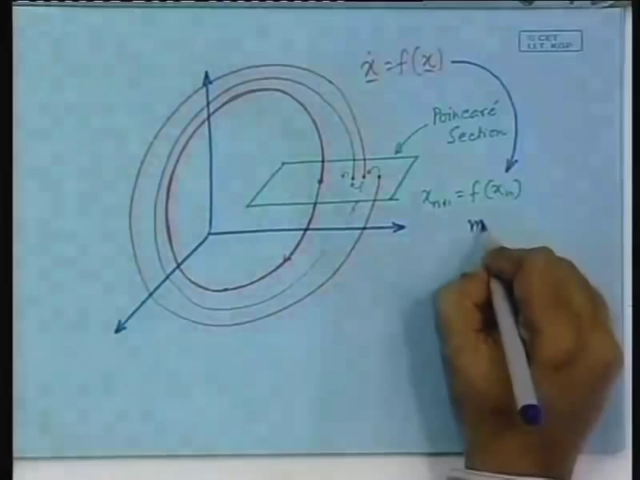 © CET
I.I.T. KGP
ẋ = f(x)
Poincaré
Section
xₙ₊₁ = f(xₙ)
m